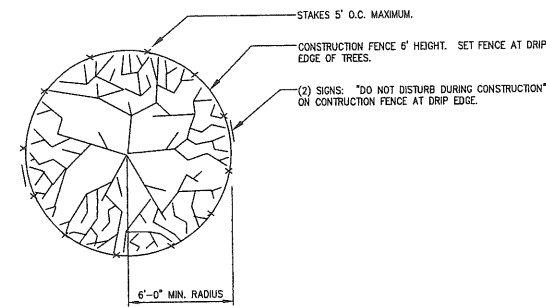 STAKES 5' O.C. MAXIMUM.
CONSTRUCTION FENCE 6' HEIGHT. SET FENCE AT DRIP
EDGE OF TREES.
(2) SIGNS: "DO NOT DISTURB DURING CONSTRUCTION"
ON CONTRUCTION FENCE AT DRIP EDGE.
6'-0" MIN. RADIUS